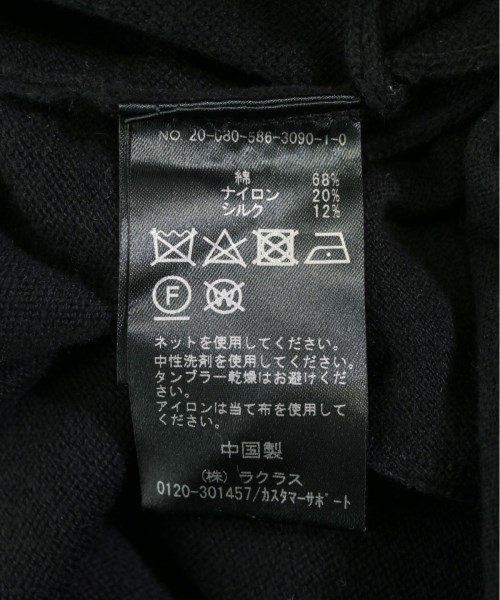 NO. 20-080-586-3090-1-0
綿 68%
ナイロン 20%
シルク 12%
F W
ネットを使用してください。
中性洗剤を使用してください。
タンブラー乾燥はお避けくだ
さい。
アイロンは当て布を使用して
ください。
中国製
(株) ラクラス
0120-301457/カスタマーサポート